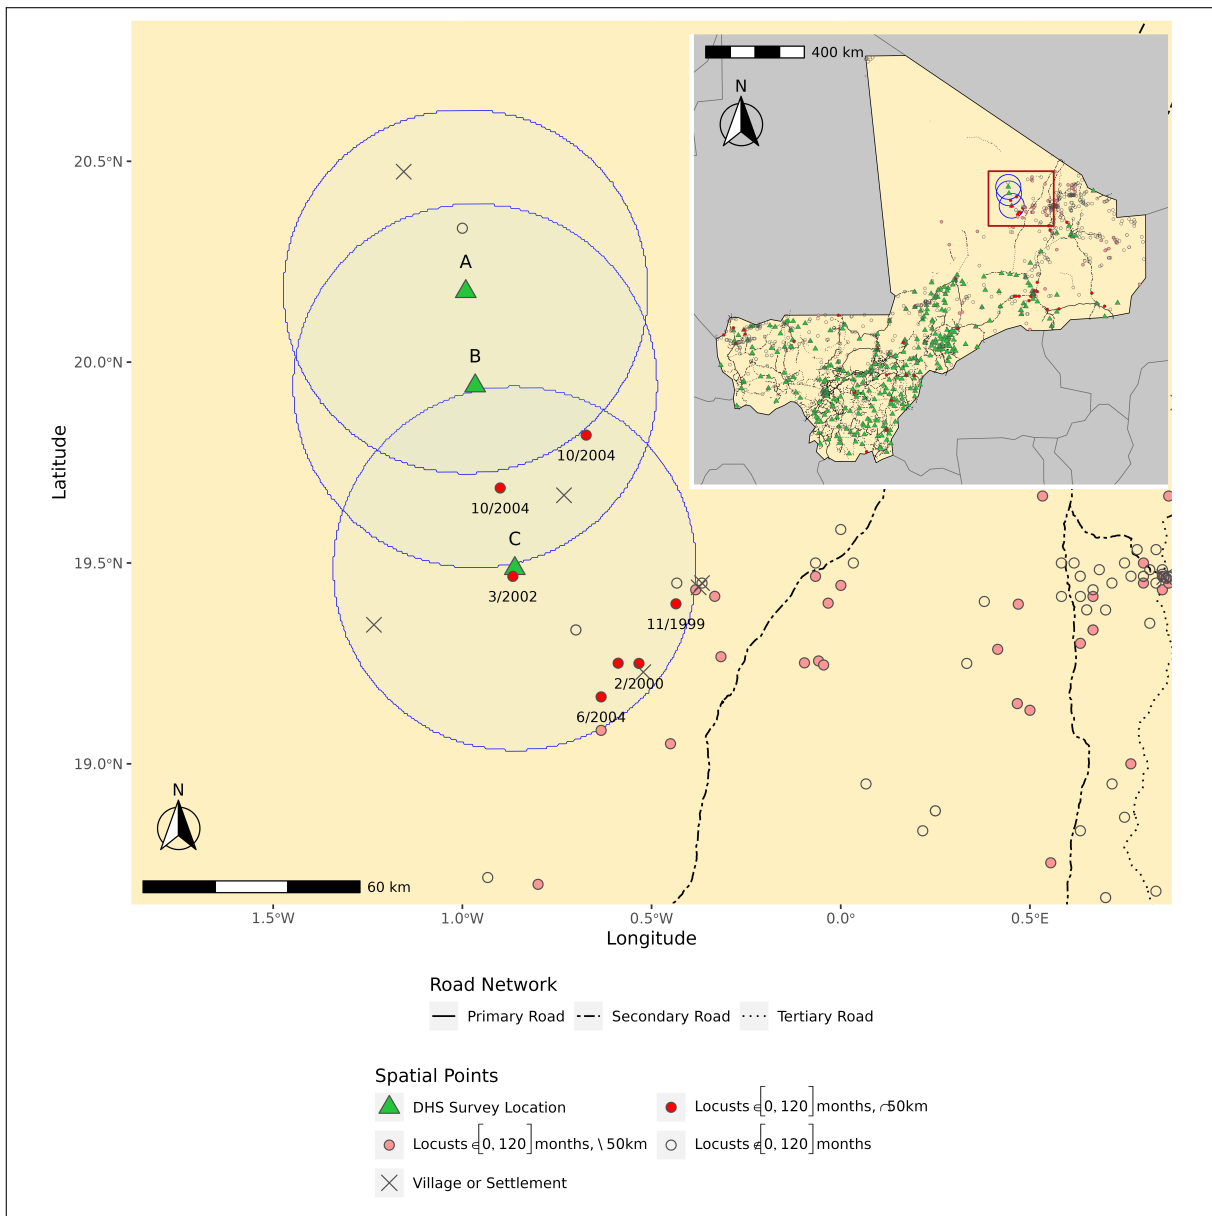 400 km
N
20.5°N
A
20.0°N
B
10/2004
10/2004
19.5°N
C
3/2002
11/1999
2/2000
6/2004
19.0°N
N
60 km
Latitude
1.5°W 1.0°W 0.5°W 0.0° 0.5°E
Longitude
Road Network
Primary Road Secondary Road Tertiary Road
Spatial Points
DHS Survey Location Locusts ∈[0, 120] months, ∩50km
Locusts ∈[0, 120] months, \ 50km Locusts ∉[0, 120] months
Village or Settlement